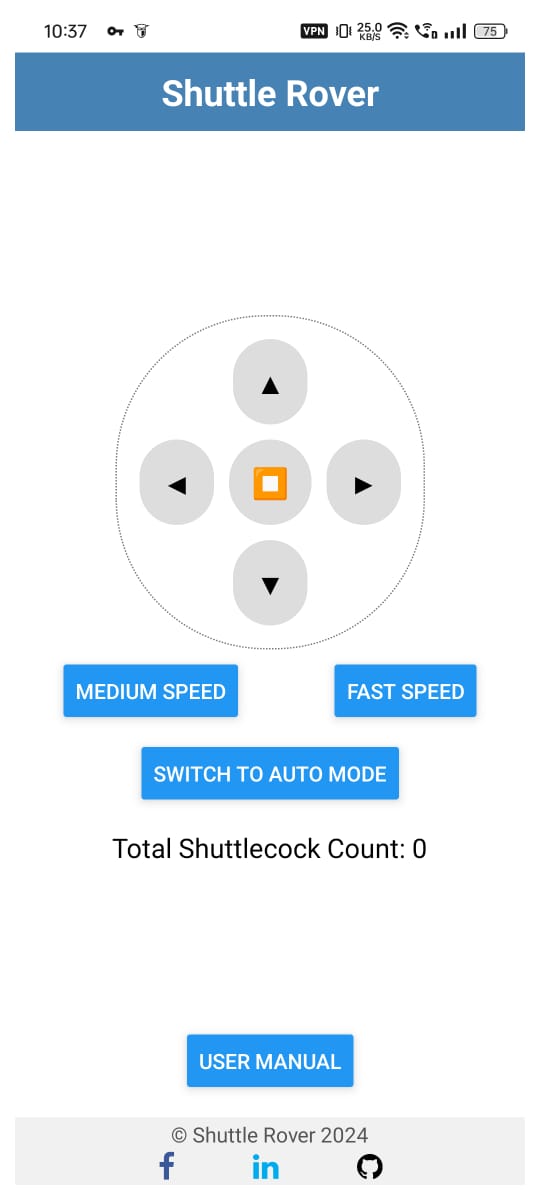 10:37 VPN 25.0 KB/S 75
Shuttle Rover
MEDIUM SPEED FAST SPEED
SWITCH TO AUTO MODE
Total Shuttlecock Count: 0
USER MANUAL
© Shuttle Rover 2024
f in